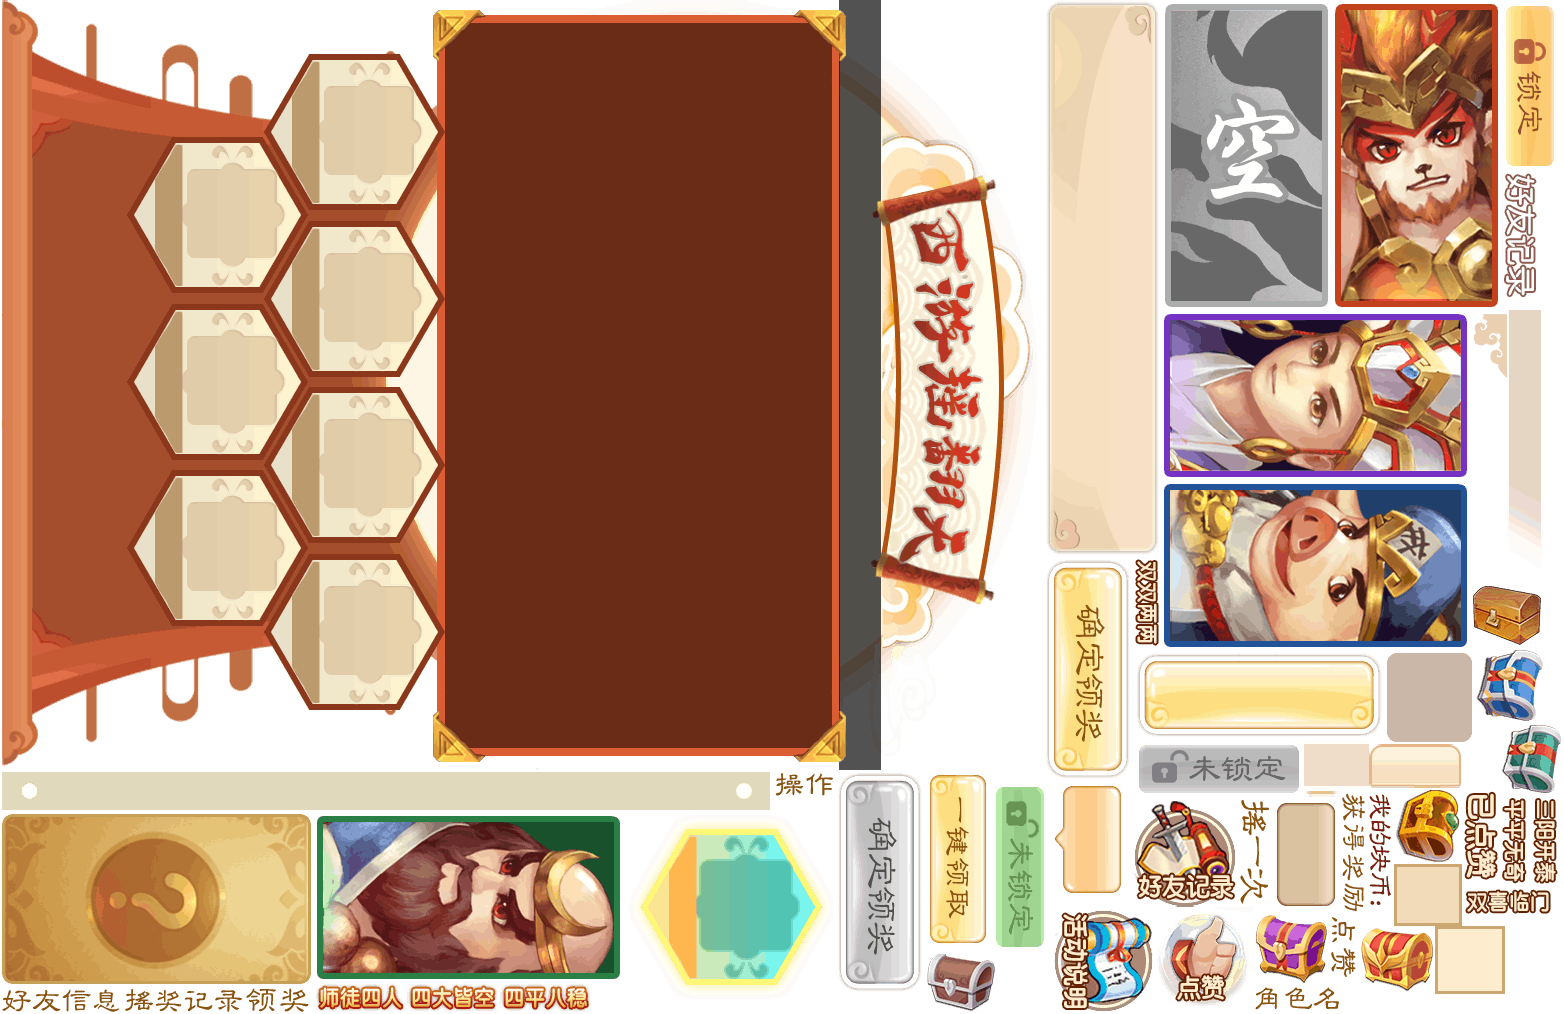 锁定
好友记录
空
西游摇翻天
双双两两
确定领奖
戒
未锁定
操作
确定领奖
一键领取
未锁定
好友记录
摇一次
获得奖励
我的块币:
已点赞
平平无奇
三阳开泰
双喜临门
好友信息摇奖记录领奖
师徒四人 四大皆空 四平八稳
活动说明
点赞
点赞
角色名